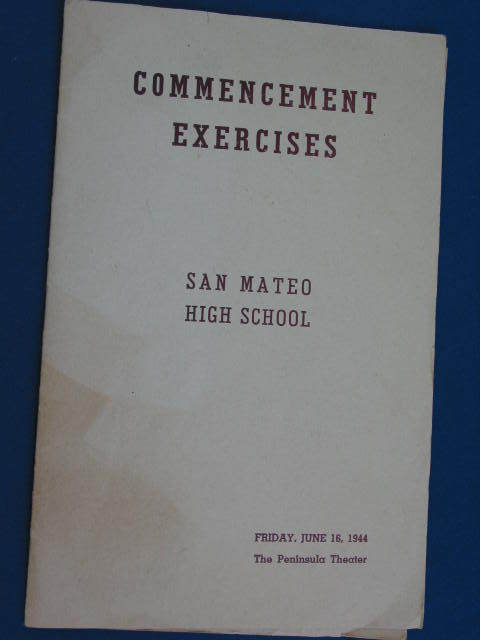 COMMENCEMENT
EXERCISES
SAN MATEO
HIGH SCHOOL
FRIDAY, JUNE 16, 1944
The Peninsula Theater